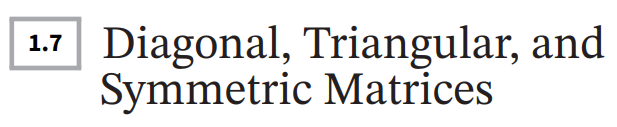 1.7 Diagonal, Triangular, and
Symmetric Matrices